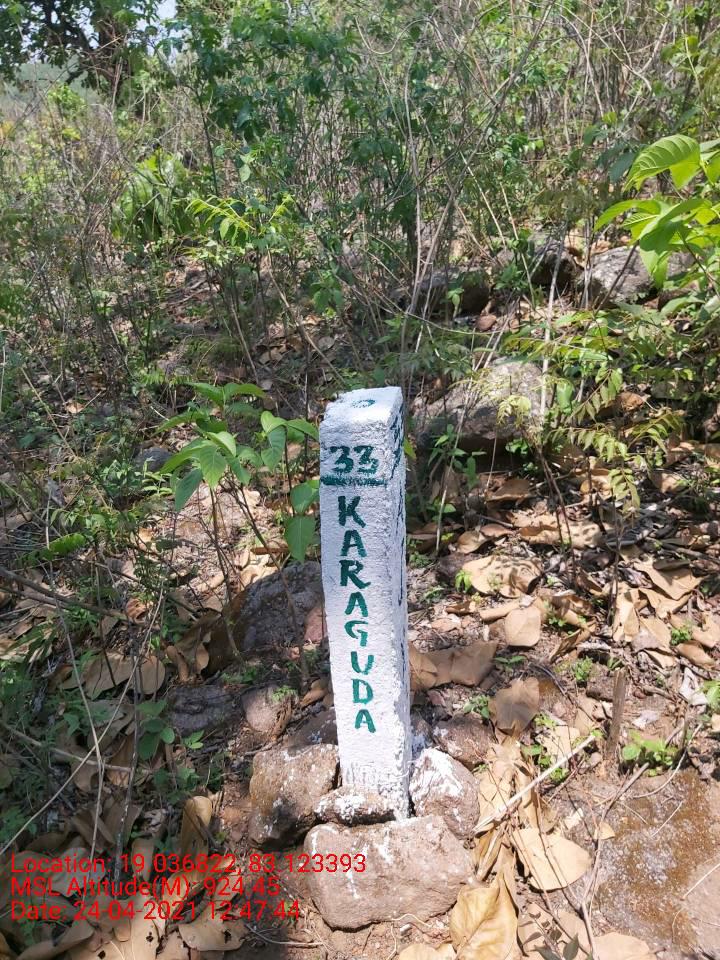 33
KARAGUDA
Location: 19.036822, 83.123393
MSL Altitude(M): 924.45
Date: 24-04-2021 12:47:44